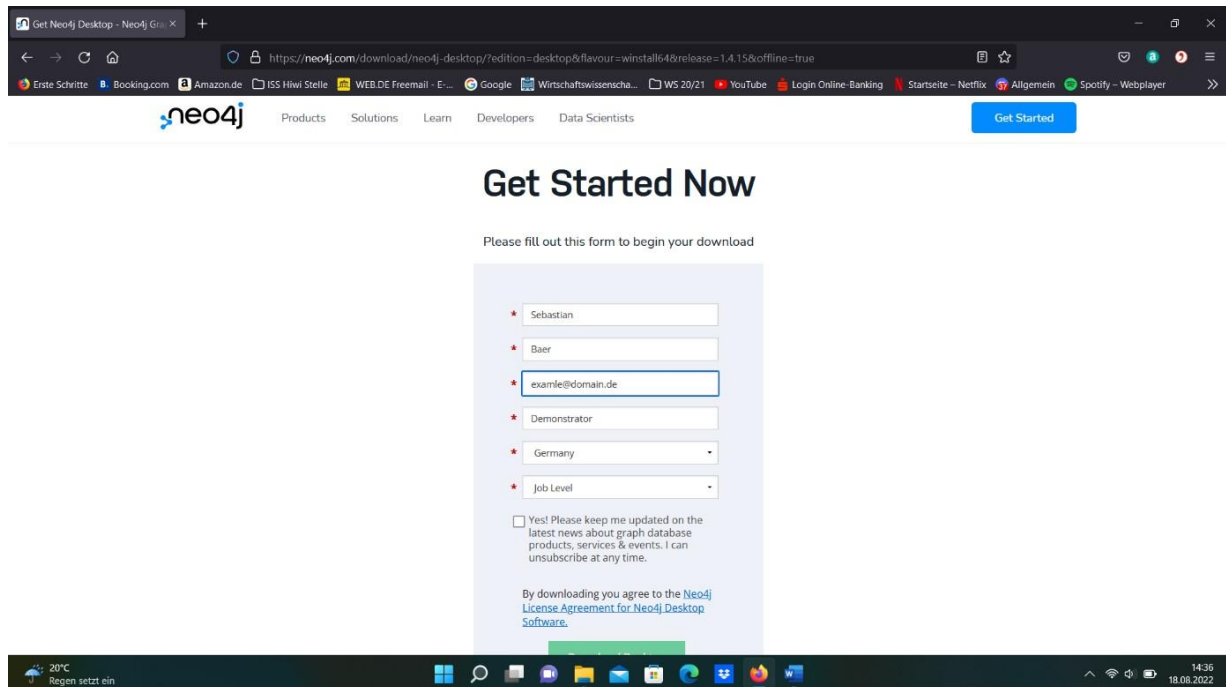 Get Neo4j Desktop - Neo4j Gra
https://neo4j.com/download/neo4j-desktop/?edition=desktop&flavour=winstall64&release=1.4.15&offline=true
Erste Schritte Booking.com Amazon.de ISS Hiwi Stelle WEB.DE Freemail - E-... Google Wirtschaftswissenscha... WS 20/21 YouTube Login Online-Banking Startseite – Netflix Allgemein Spotify – Webplayer
neo4j Products Solutions Learn Developers Data Scientists Get Started
Get Started Now
Please fill out this form to begin your download
* Sebastian
* Baer
* examle@domain.de
* Demonstrator
* Germany
* Job Level
Yes! Please keep me updated on the
latest news about graph database
products, services & events. I can
unsubscribe at any time.
By downloading you agree to the Neo4j
License Agreement for Neo4j Desktop
Software.
20°C
Regen setzt ein
14:36
18.08.2022